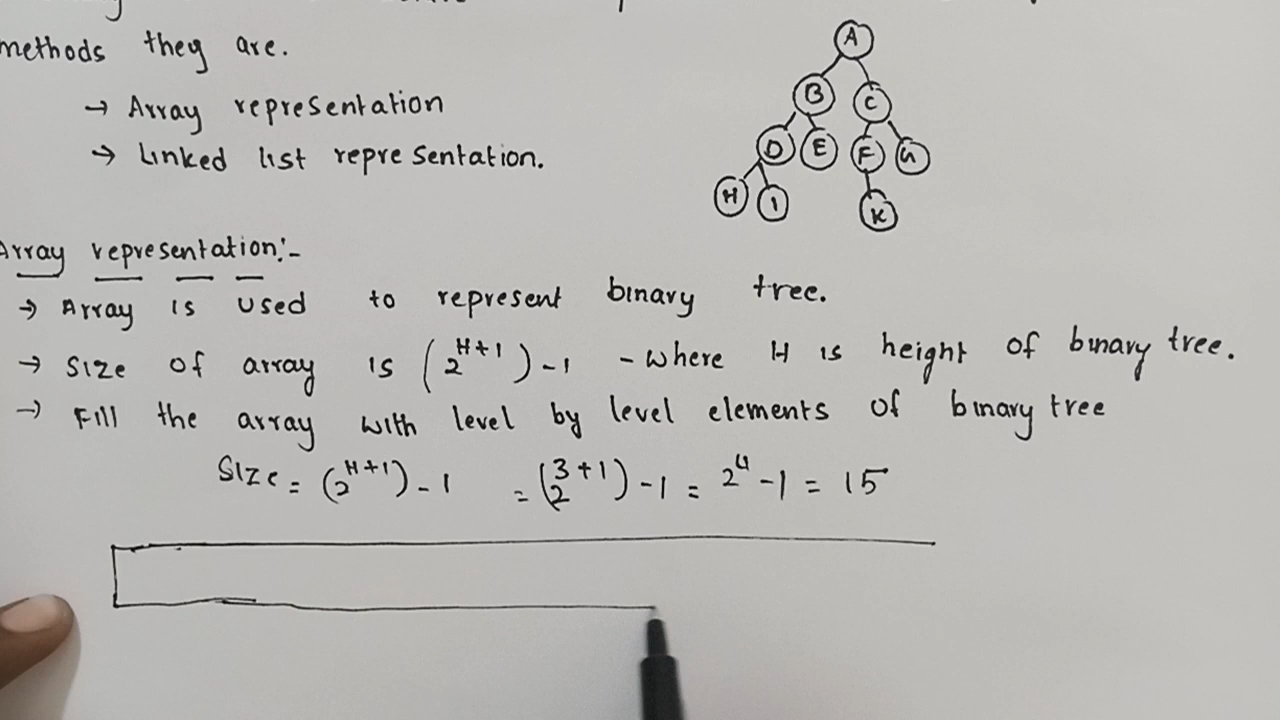 methods they are.
→ Array representation
→ Linked list representation.
A
B C
D E F G
H I K
Array representation:-
→ Array is used to represent binary tree.
→ Size of array is (2^{H+1}) - 1 - where H is height of binary tree.
→ Fill the array with level by level elements of binary tree
Size = (2^{H+1}) - 1 = (2^{3+1}) - 1 = 2^4 - 1 = 15